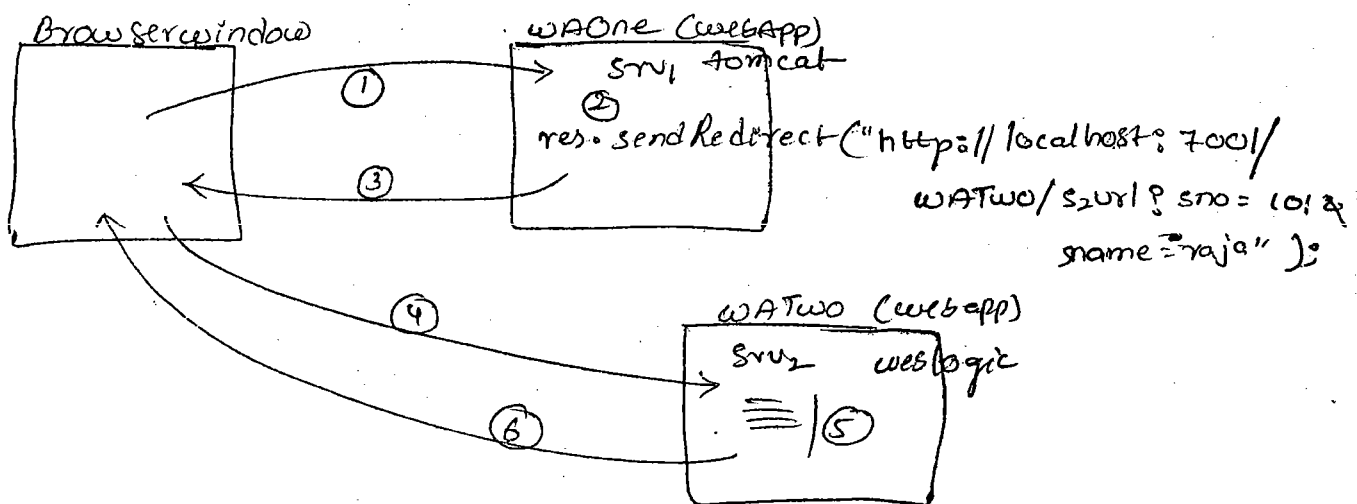 Browserwindow
WAOne (webApp)
Srv1 tomcat
①
②
res.sendRedirect("http://localhost:7001/
WATwo/s2url?sno=101&
sname=raja");
③
WATwo (webapp)
④
Srv2 weslogic
⑤
⑥